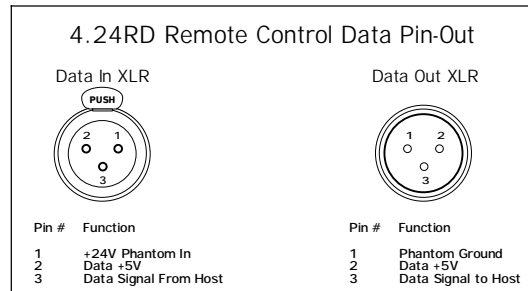 4.24RD Remote Control Data Pin-Out
Data In XLR
PUSH
2 1
3
Pin # Function
1 +24V Phantom In
2 Data +5V
3 Data Signal From Host
Data Out XLR
1 2
3
Pin # Function
1 Phantom Ground
2 Data +5V
3 Data Signal to Host